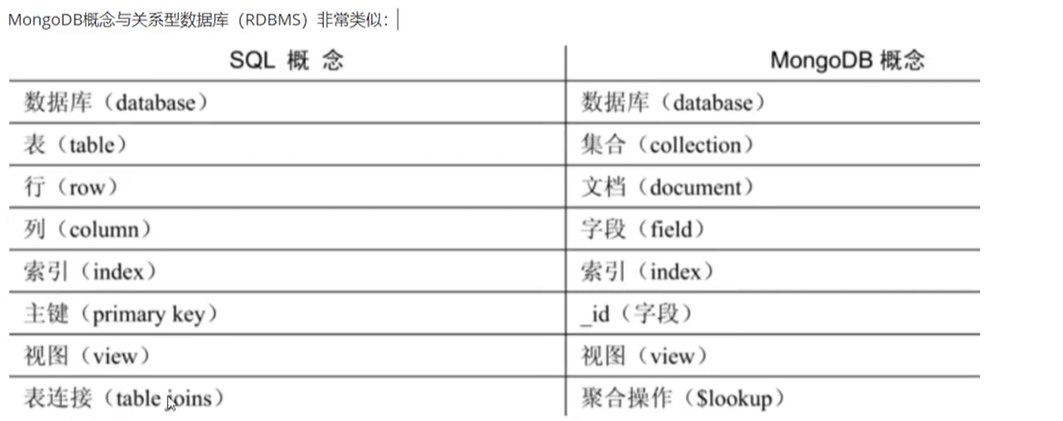 MongoDB概念与关系型数据库（RDBMS）非常类似：
SQL 概 念 MongoDB 概念
数据库（database） 数据库（database）
表（table） 集合（collection）
行（row） 文档（document）
列（column） 字段（field）
索引（index） 索引（index）
主键（primary key） _id（字段）
视图（view） 视图（view）
表连接（table joins） 聚合操作（$lookup）